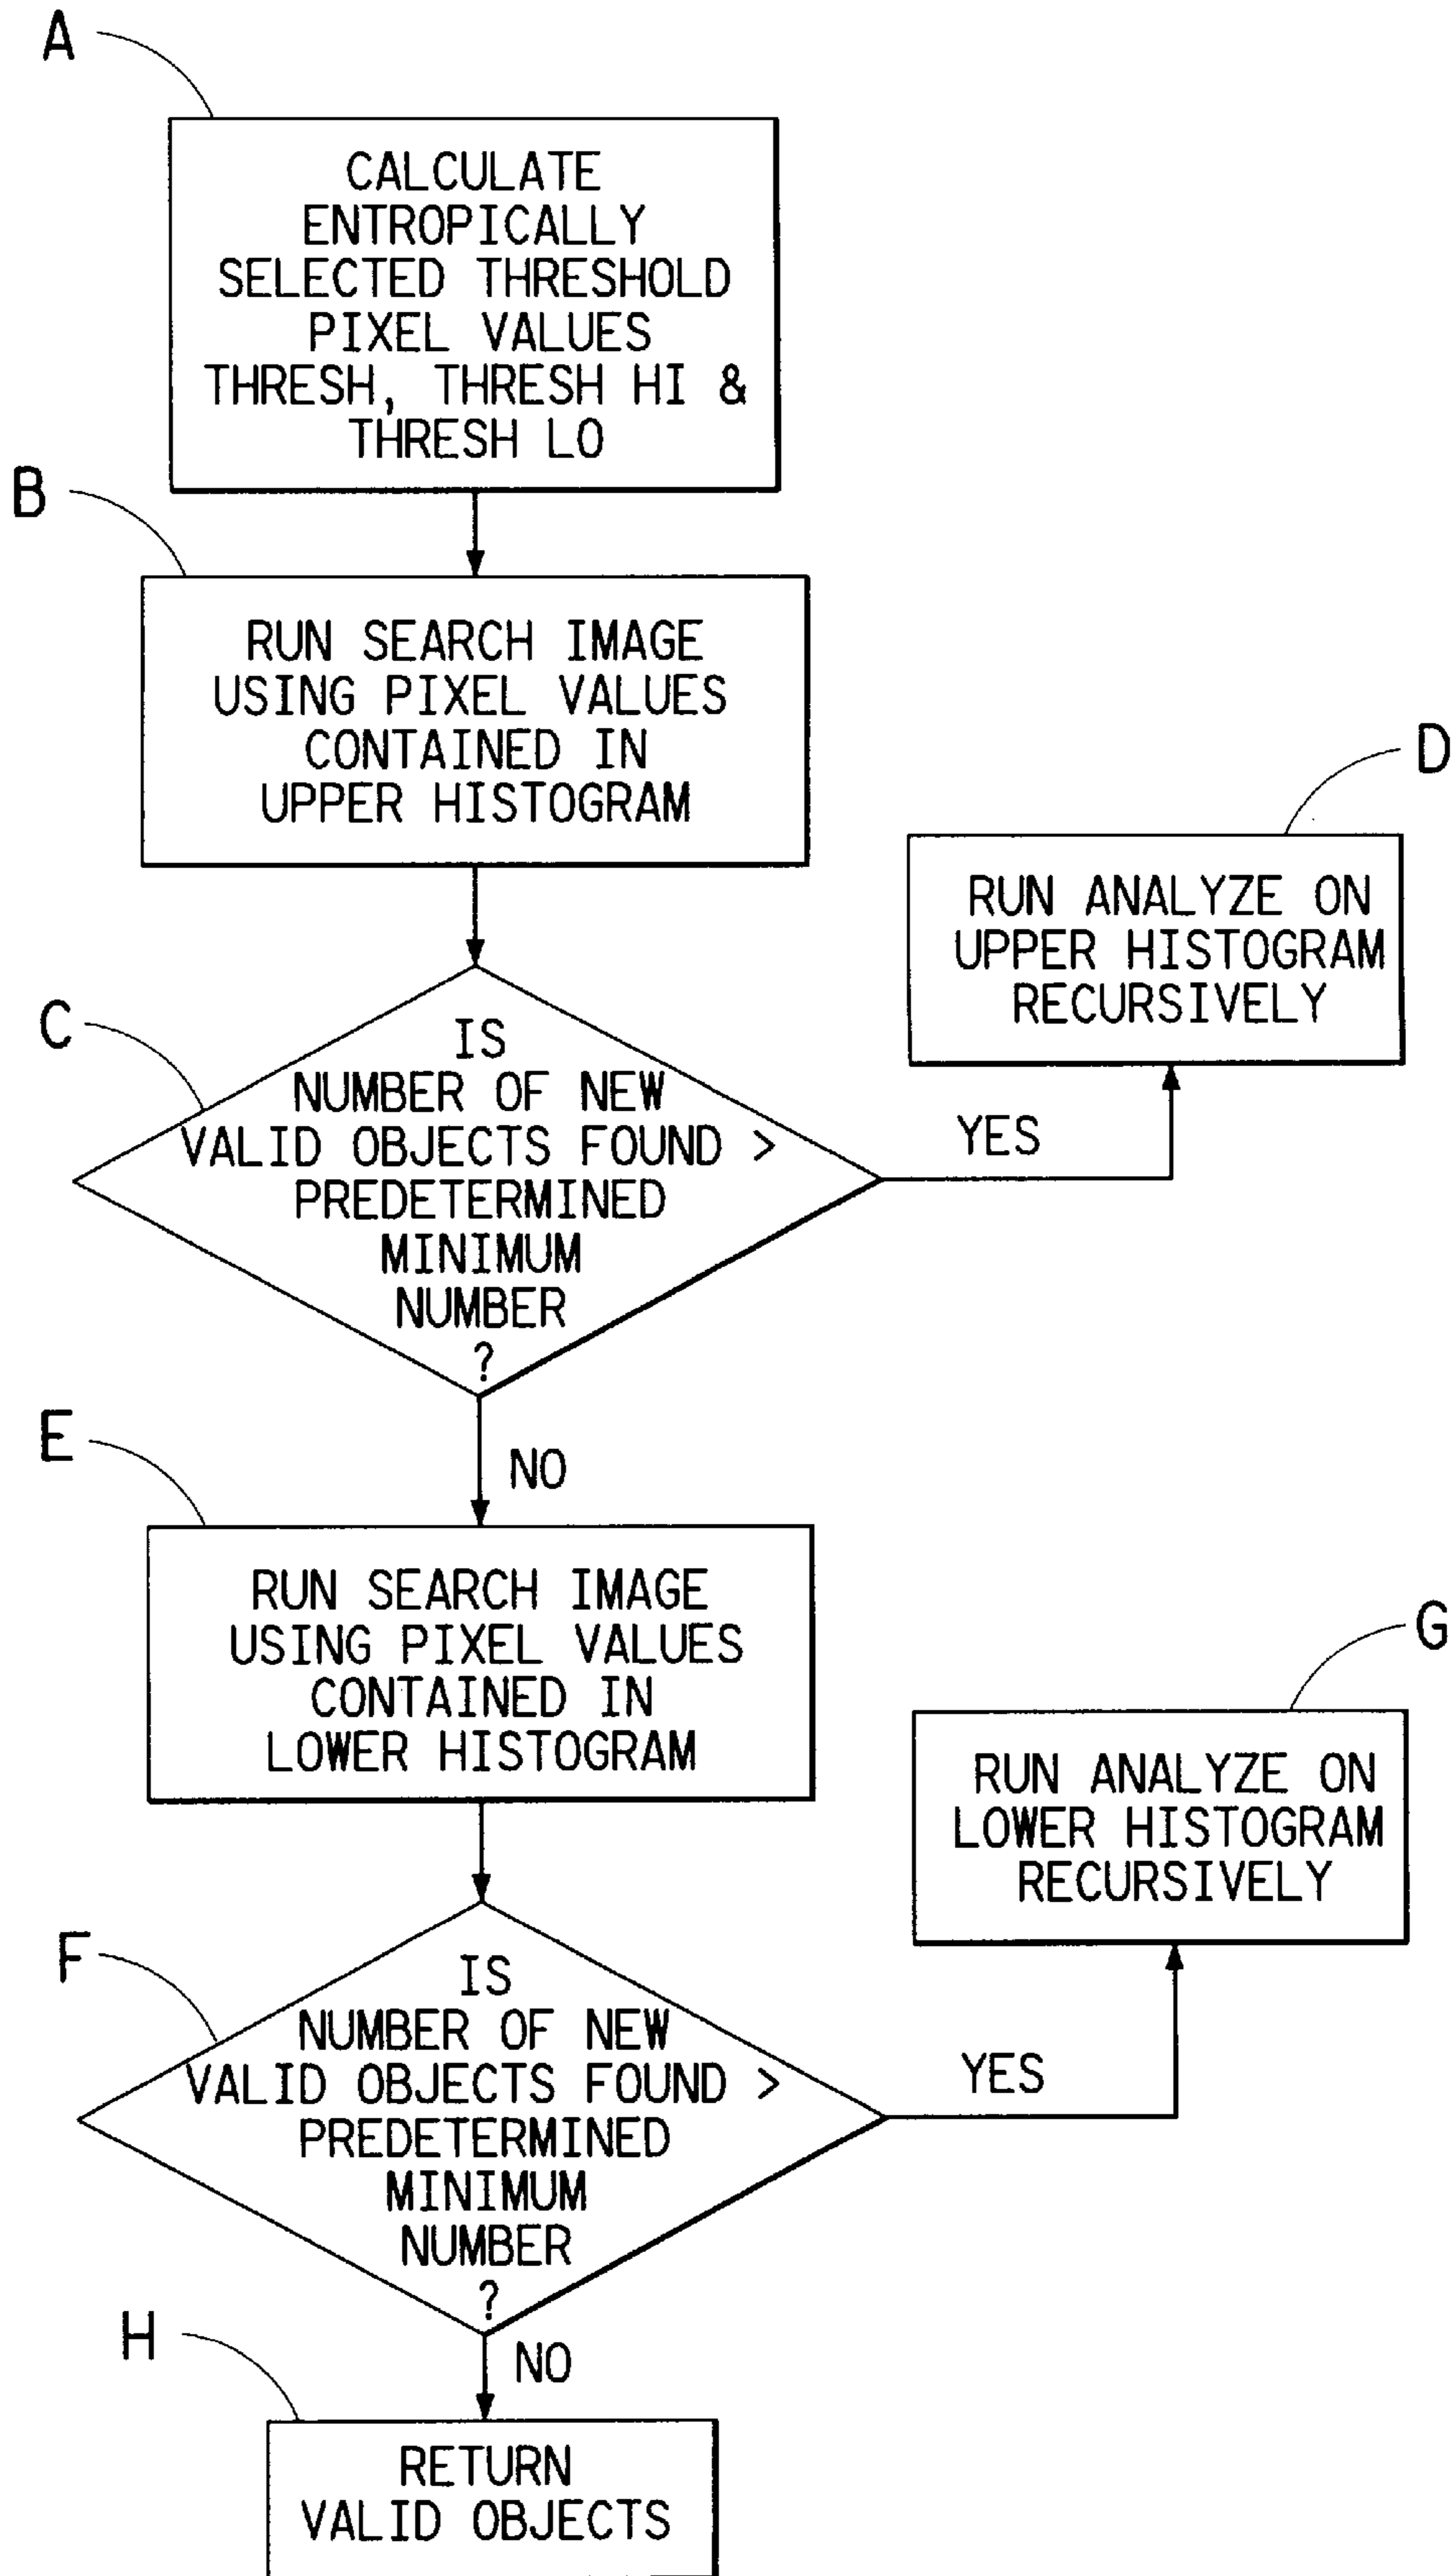 A
CALCULATE
ENTROPICALLY
SELECTED THRESHOLD
PIXEL VALUES
THRESH, THRESH HI &
THRESH LO
B
RUN SEARCH IMAGE
USING PIXEL VALUES
CONTAINED IN
UPPER HISTOGRAM
D
RUN ANALYZE ON
UPPER HISTOGRAM
RECURSIVELY
C
IS
NUMBER OF NEW
VALID OBJECTS FOUND >
PREDETERMINED
MINIMUM
NUMBER
?
YES
NO
E
RUN SEARCH IMAGE
USING PIXEL VALUES
CONTAINED IN
LOWER HISTOGRAM
G
RUN ANALYZE ON
LOWER HISTOGRAM
RECURSIVELY
F
IS
NUMBER OF NEW
VALID OBJECTS FOUND >
PREDETERMINED
MINIMUM
NUMBER
?
YES
NO
H
RETURN
VALID OBJECTS